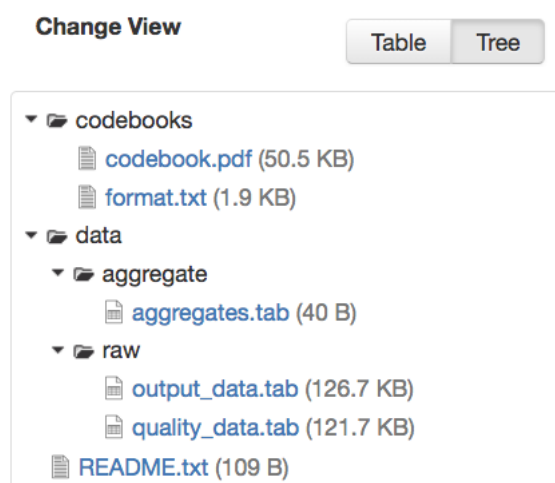 Change View
Table Tree
codebooks
codebook.pdf (50.5 KB)
format.txt (1.9 KB)
data
aggregate
aggregates.tab (40 B)
raw
output_data.tab (126.7 KB)
quality_data.tab (121.7 KB)
README.txt (109 B)